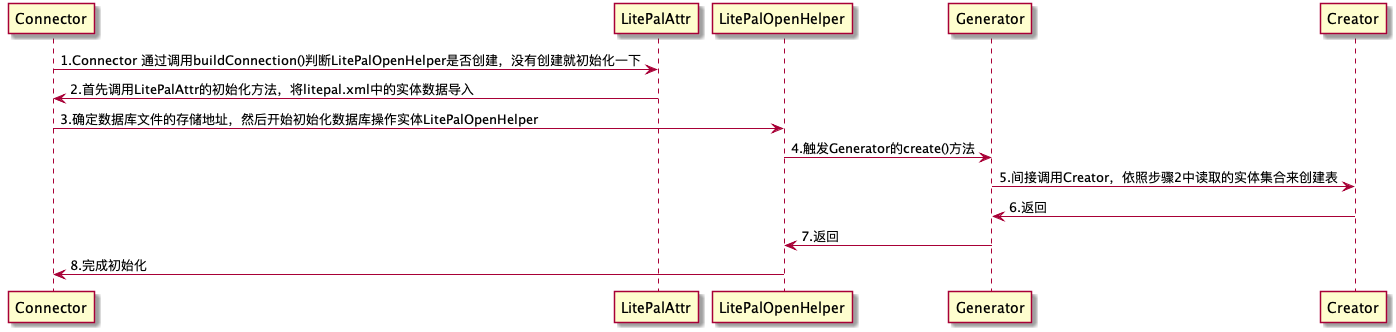 Connector LitePalAttr LitePalOpenHelper Generator Creator
1.Connector 通过调用buildConnection()判断LitePalOpenHelper是否创建，没有创建就初始化一下
2.首先调用LitePalAttr的初始化方法，将litepal.xml中的实体数据导入
3.确定数据库文件的存储地址，然后开始初始化数据库操作实体LitePalOpenHelper
4.触发Generator的create()方法
5.间接调用Creator，依照步骤2中读取的实体集合来创建表
6.返回
7.返回
8.完成初始化
Connector LitePalAttr LitePalOpenHelper Generator Creator